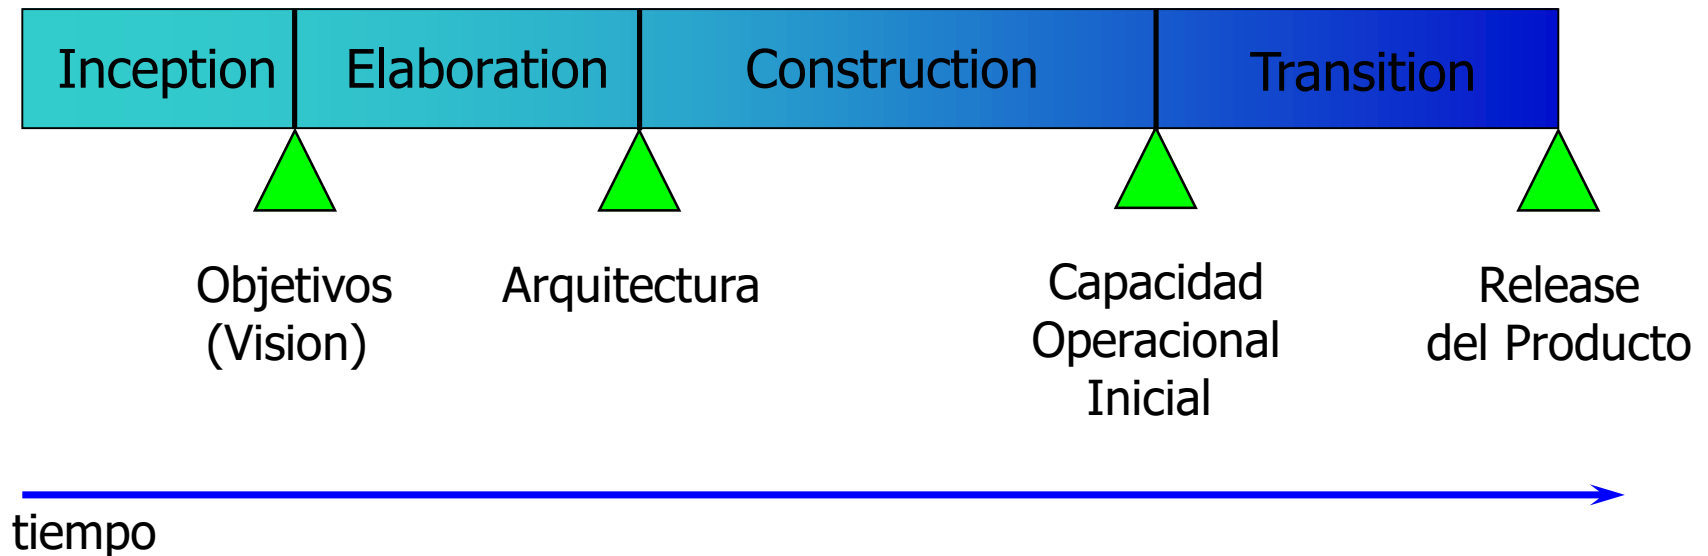 Inception
Elaboration
Construction
Transition
Objetivos
(Vision)
Arquitectura
Capacidad
Operacional
Inicial
Release
del Producto
tiempo